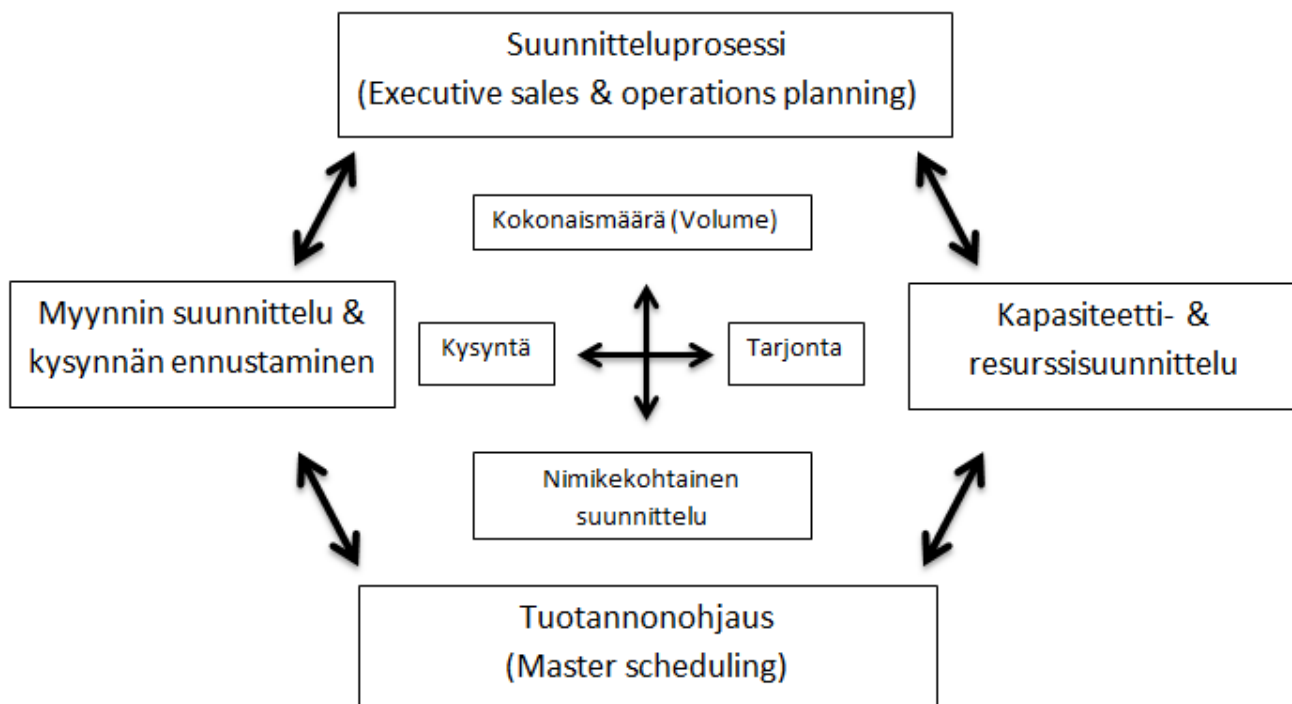 Suunnitteluprosessi
(Executive sales & operations planning)
Kokonaismäärä (Volume)
Myynnin suunnittelu &
kysynnän ennustaminen
Kysyntä
Tarjonta
Kapasiteetti- &
resurssisuunnittelu
Nimikekohtainen
suunnittelu
Tuotannonohjaus
(Master scheduling)